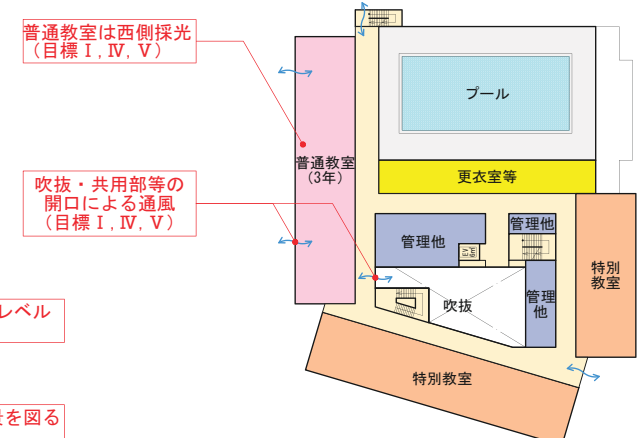 普通教室は西側採光
(目標Ⅰ,Ⅳ,Ⅴ)
プール
普通教室
(3年)
更衣室等
吹抜・共用部等の
開口による通風
(目標Ⅰ,Ⅳ,Ⅴ)
管理他
管理他
EV
特別
教室
管理
他
吹抜
レベル
特別教室
を図る